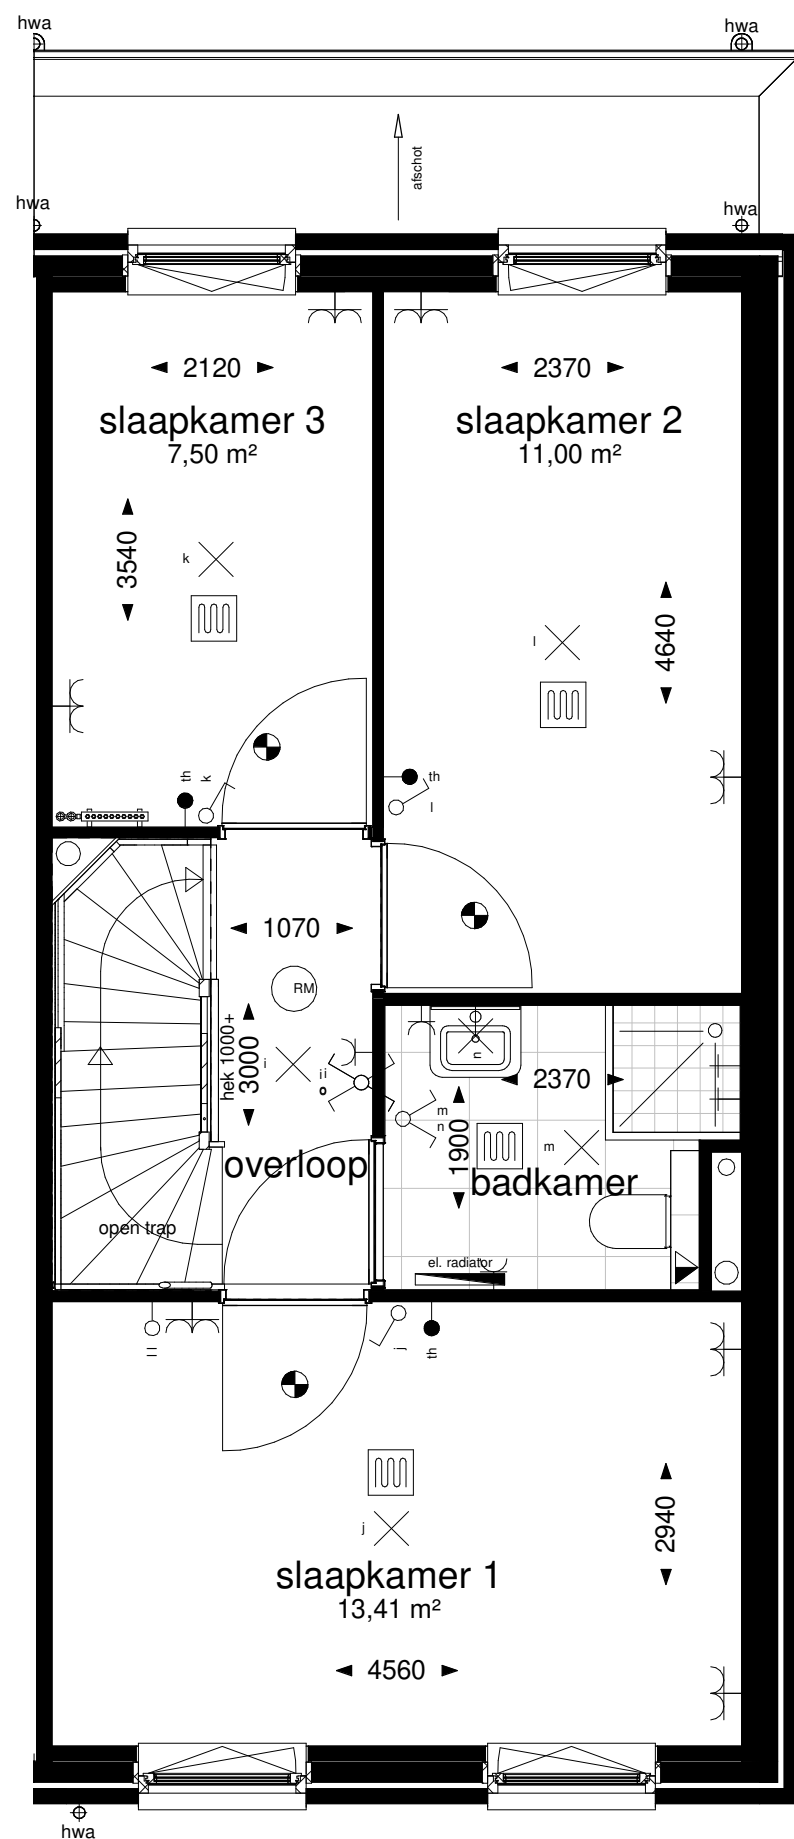 hwa
hwa
afschot
hwa
hwa
2120
2370
slaapkamer 3
7,50 m²
slaapkamer 2
11,00 m²
3540
k
4640
l
th
k
th
l
1070
RM
hek 1000+
3000
i
ii
o
n
2370
m
n
1900
m
overloop
badkamer
open trap
el. radiator
ll
j
th
2940
j
slaapkamer 1
13,41 m²
4560
hwa